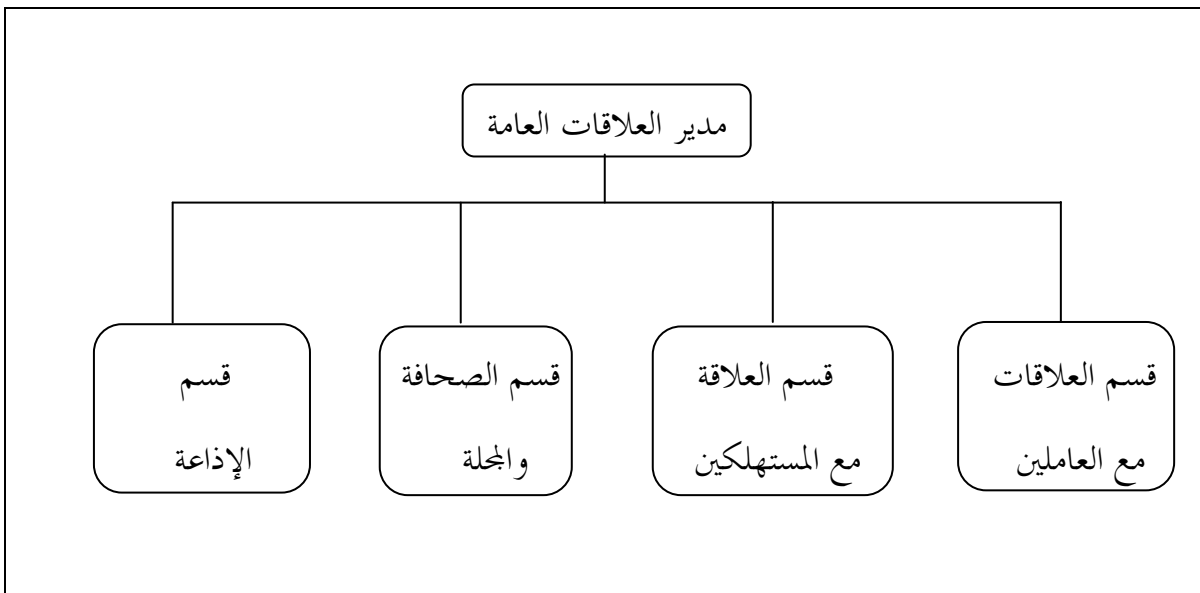 مدير العلاقات العامة
قسم العلاقات
مع العاملين
قسم العلاقة
مع المستهلكين
قسم الصحافة
والمجلة
قسم
الإذاعة